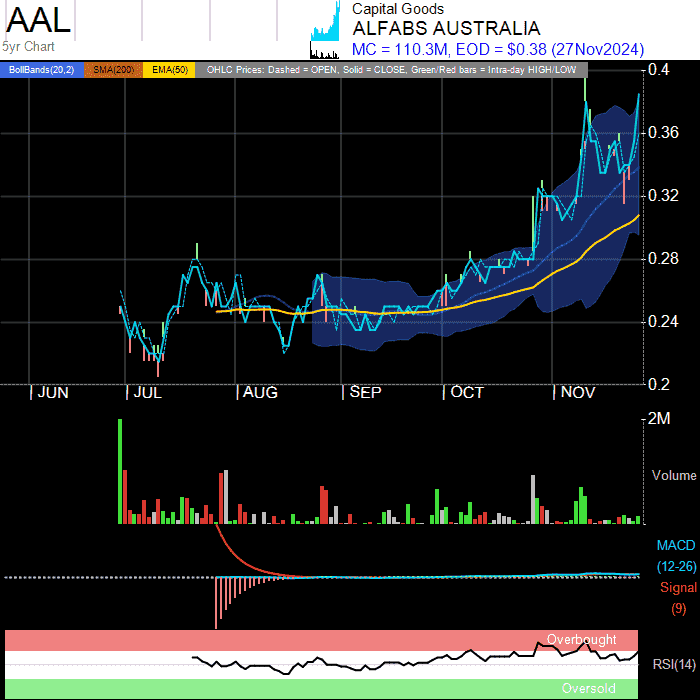 AAL
5yr Chart
Capital Goods
ALFABS AUSTRALIA
MC = 110.3M, EOD = $0.38 (27Nov2024)
BollBands(20,2) SMA(200) EMA(50) OHLC Prices: Dashed = OPEN, Solid = CLOSE, Green/Red bars = Intra-day HIGH/LOW
0.4
0.36
0.32
0.28
0.24
0.2
JUN JUL AUG SEP OCT NOV
2M
Volume
MACD
(12-26)
Signal
(9)
Overbought
RSI(14)
Oversold